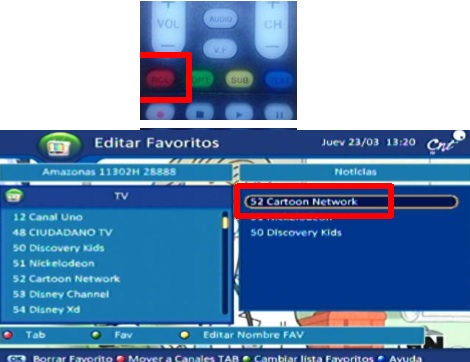 VOL
AUDIO
CH
V.F
SUB
Editar Favoritos
Juev 23/03 13:20
Amazonas 11302H 28888
Noticias
TV
52 Cartoon Network
12 Canal Uno
48 CIUDADANO TV
50 Discovery Kids
50 Discovery Kids
51 Nickelodeon
52 Cartoon Network
53 Disney Channel
54 Disney Xd
Tab
Fav
Editar Nombre FAV
OK Borrar Favorito Mover a Canales TAB Cambiar lista Favoritos Ayuda